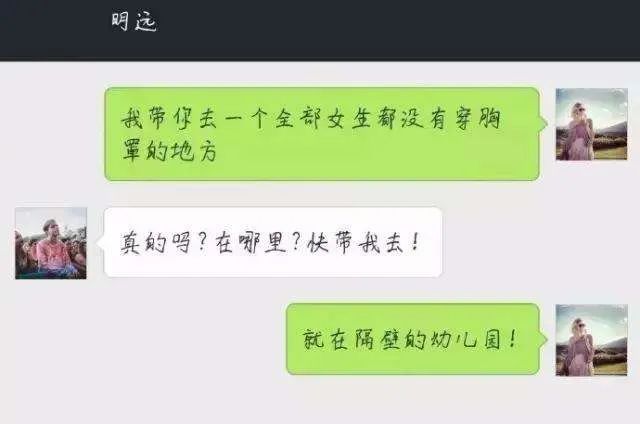 明远
我带你去一个全部女生都没有穿胸
罩的地方
真的吗?在哪里?快带我去!
就在隔壁的幼儿园!